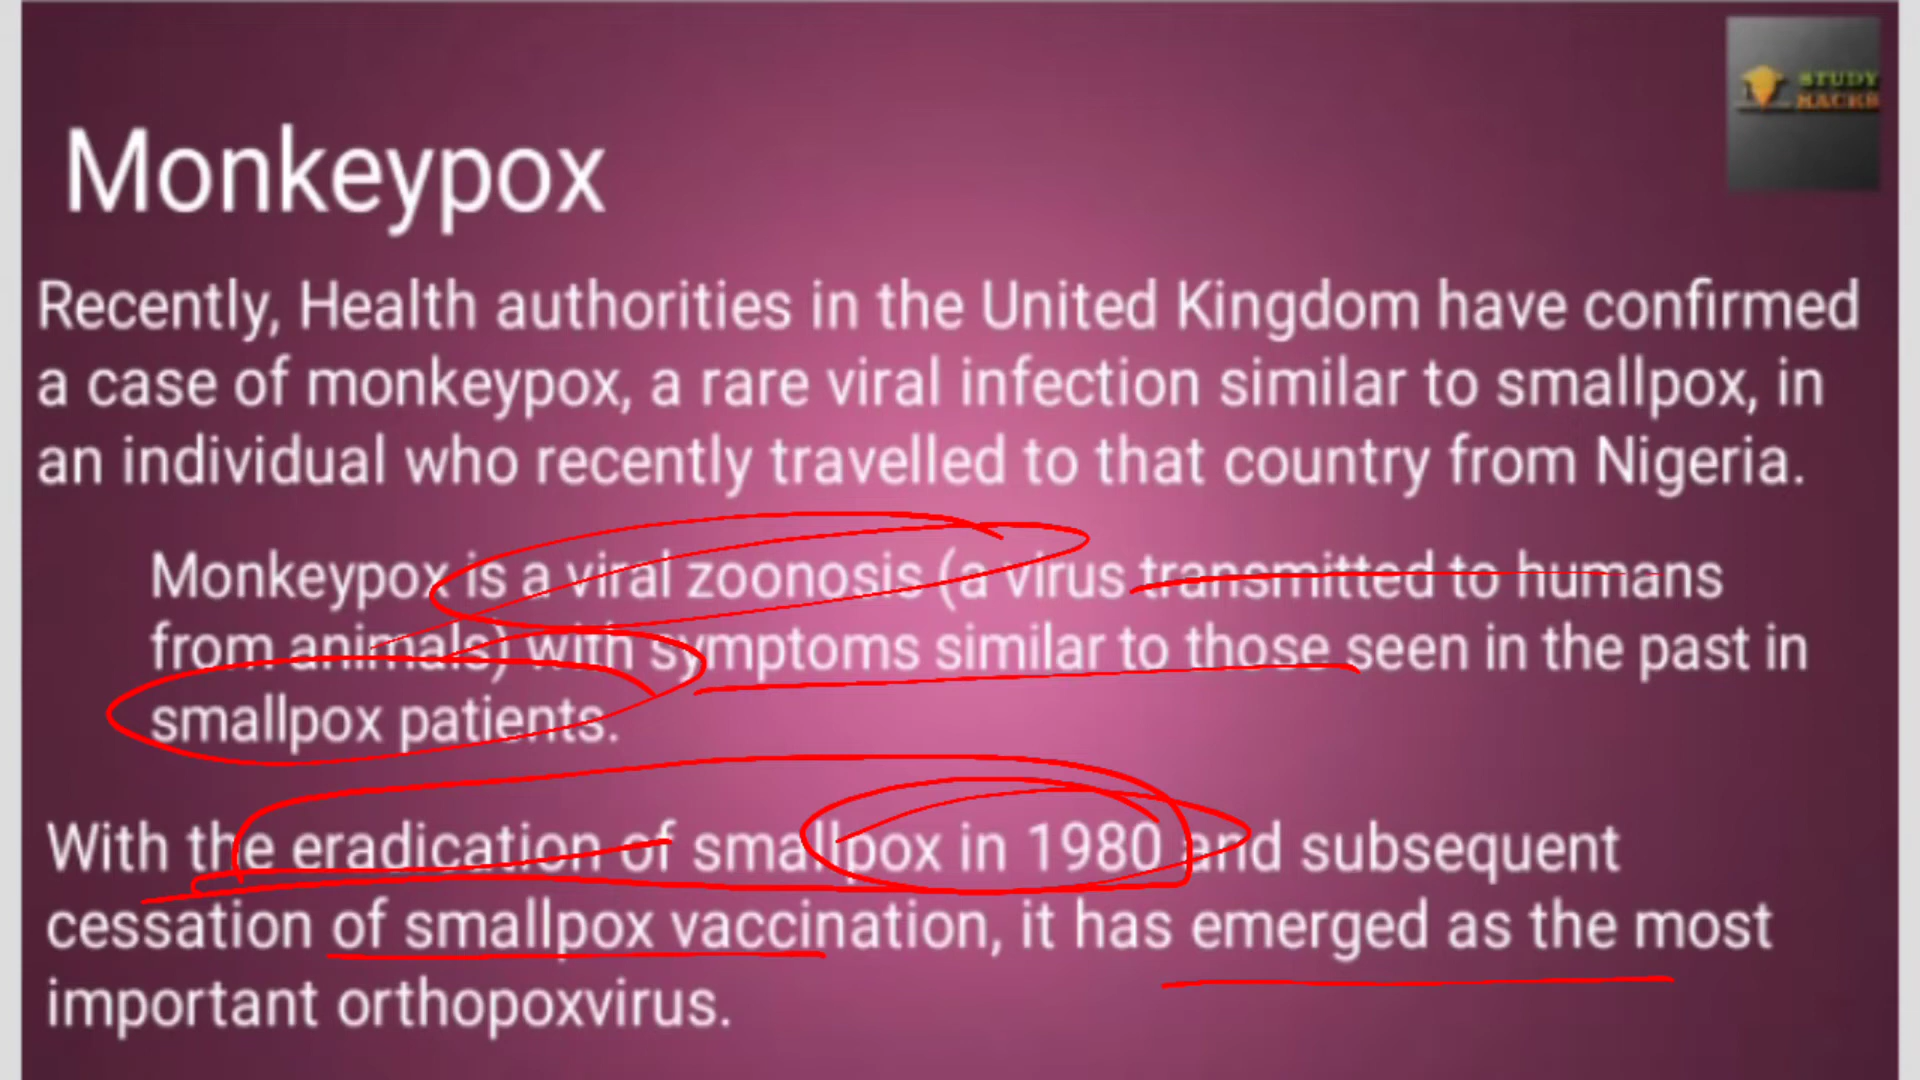 STUDY
HACKS
Monkeypox
Recently, Health authorities in the United Kingdom have confirmed
a case of monkeypox, a rare viral infection similar to smallpox, in
an individual who recently travelled to that country from Nigeria.
Monkeypox is a viral zoonosis (a virus transmitted to humans
from animals) with symptoms similar to those seen in the past in
smallpox patients.
With the eradication of smallpox in 1980 and subsequent
cessation of smallpox vaccination, it has emerged as the most
important orthopoxvirus.